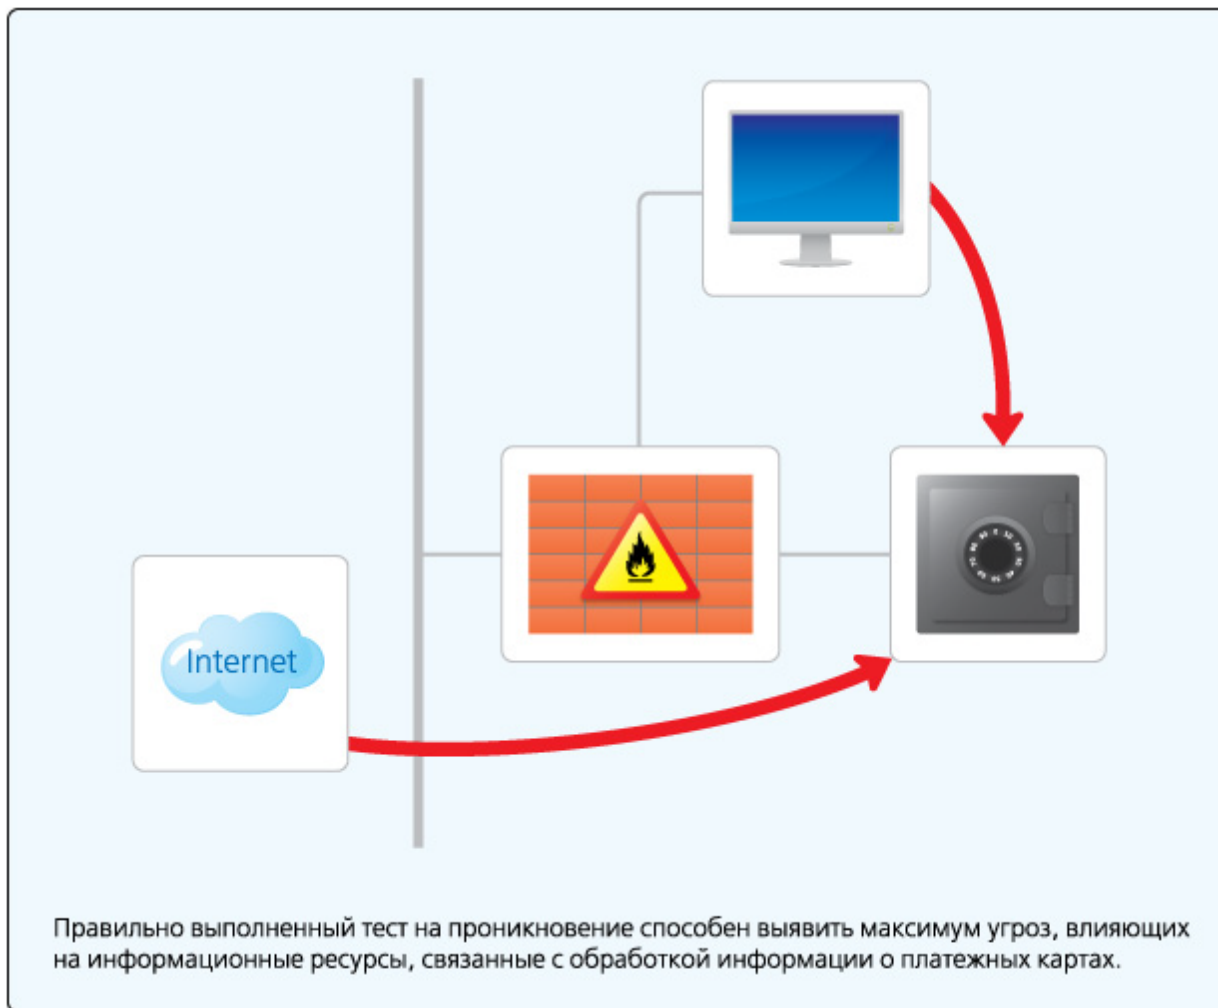 Internet
Правильно выполненный тест на проникновение способен выявить максимум угроз, влияющих
на информационные ресурсы, связанные с обработкой информации о платежных картах.